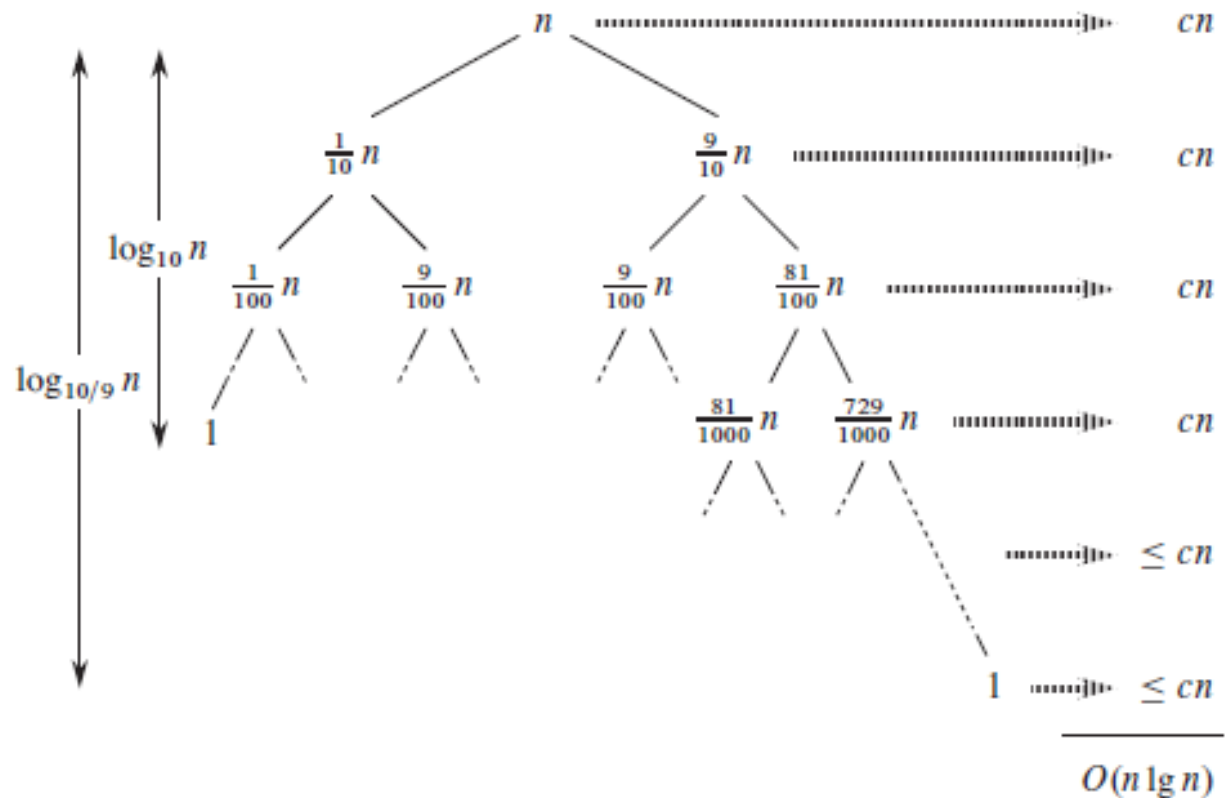 n cn
1/10 n 9/10 n cn
log₁₀ n
1/100 n 9/100 n 9/100 n 81/100 n cn
log₁₀/₉ n
1 81/1000 n 729/1000 n cn
≤ cn
1 ≤ cn
O(n lg n)